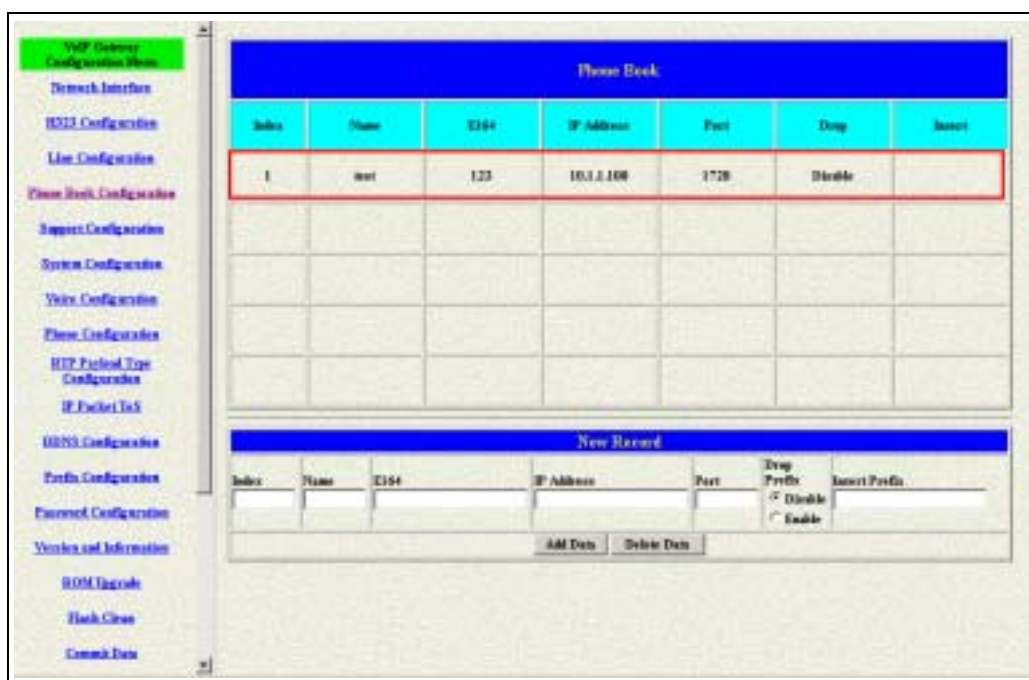 VoIP Gateway
Configuration Menu
Network Interface
H323 Configuration
Line Configuration
Phone Book Configuration
Support Configuration
System Configuration
Voice Configuration
Phone Configuration
RTP Payload Type
Configuration
IP Packet ToS
DDNS Configuration
Prefix Configuration
Password Configuration
Version and Information
ROM Upgrade
Flash Clean
Commit Data
Phone Book
Index Name E164 IP Address Port Drop Insert
1 test 123 10.1.1.100 1720 Disable
New Record
Index Name E164 IP Address Port Drop Prefix Insert Prefix
Disable
Enable
Add Data Delete Data